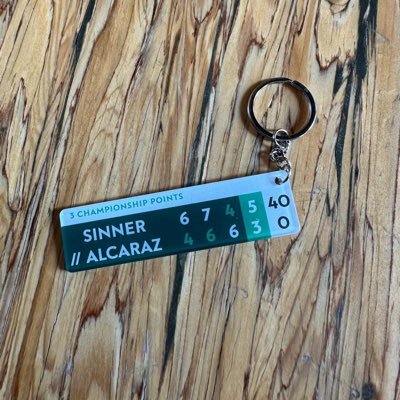 3 CHAMPIONSHIP POINTS
SINNER 6 7 4 5 40
// ALCARAZ 4 6 6 3 0